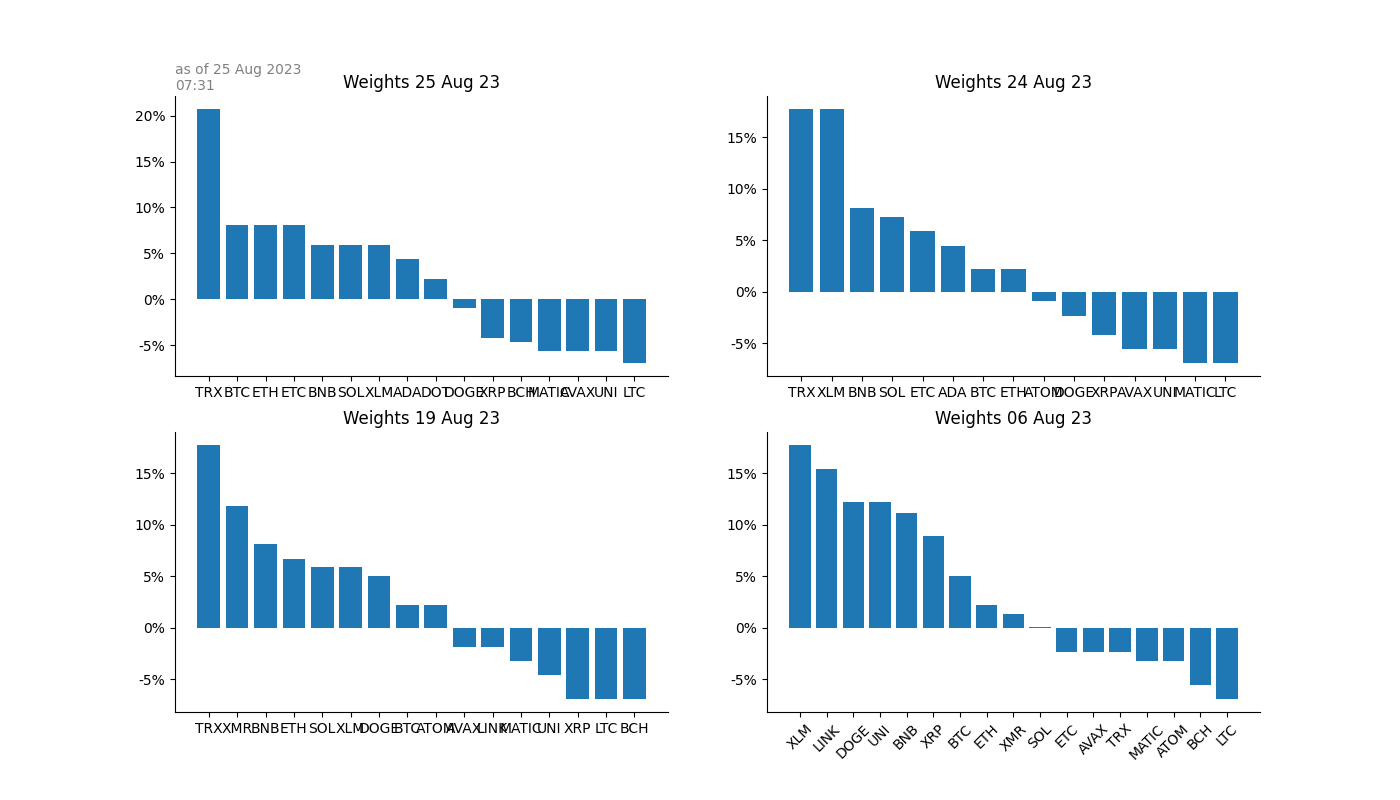 as of 25 Aug 2023
07:31
Weights 25 Aug 23
20%
15%
10%
5%
0%
-5%
TRX BTC ETH ETC BNB SOL XLM ADA DOT DOGE XRP BCH MATIC AVAX UNI LTC
Weights 24 Aug 23
15%
10%
5%
0%
-5%
TRX XLM BNB SOL ETC ADA BTC ETH ATOM DOGE XRP AVAX UNI MATIC LTC
Weights 19 Aug 23
15%
10%
5%
0%
-5%
TRX XMR BNB ETH SOL XLM DOGE BTC ATOM AVAX LINK MATIC UNI XRP LTC BCH
Weights 06 Aug 23
15%
10%
5%
0%
-5%
XLM LINK DOGE UNI BNB XRP BTC ETH XMR SOL ETC AVAX TRX MATIC ATOM BCH LTC